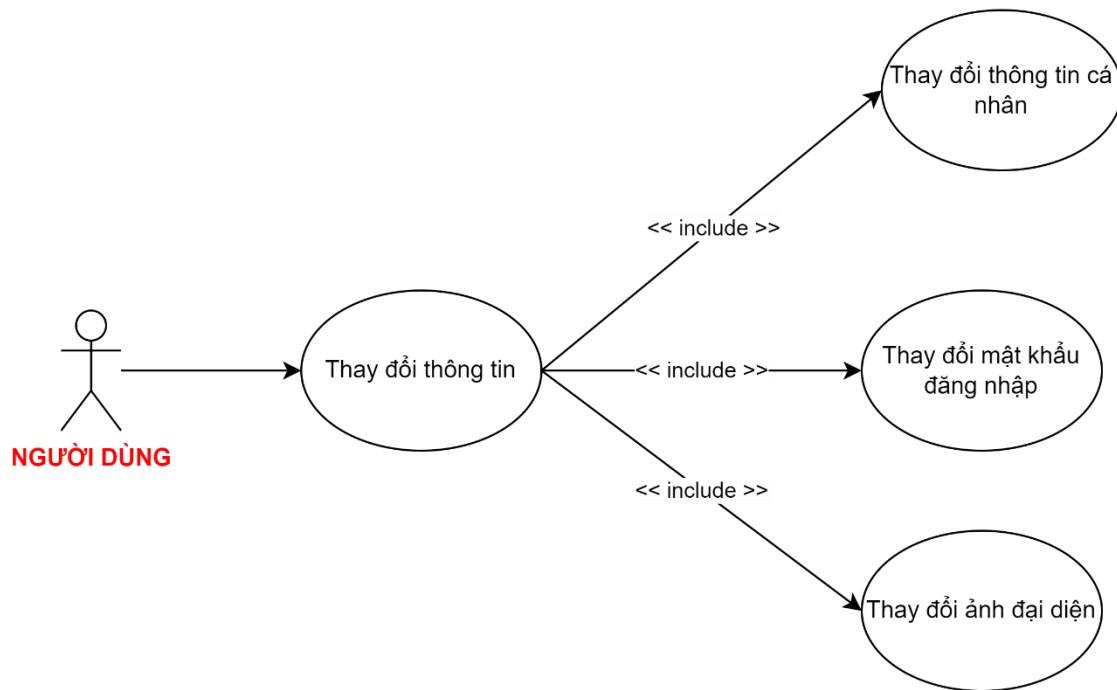 Thay đổi thông tin cá
nhân
<< include >>
Thay đổi thông tin
<< include >>
Thay đổi mật khẩu
đăng nhập
NGƯỜI DÙNG
<< include >>
Thay đổi ảnh đại diện